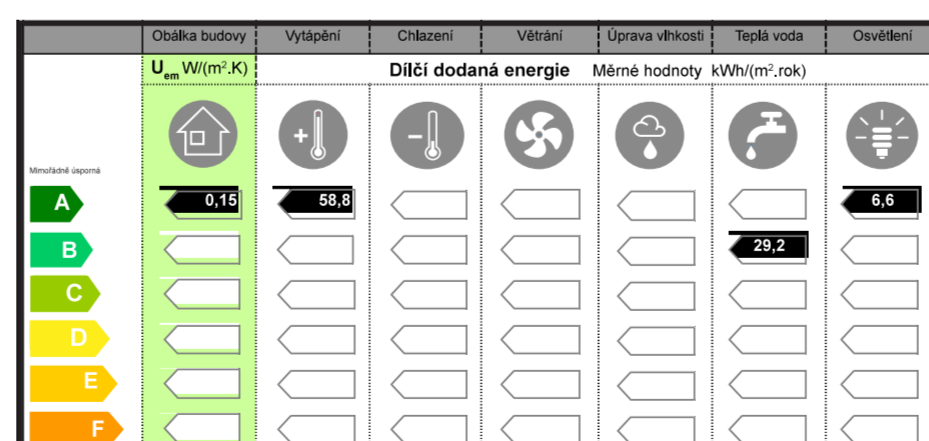 Obálka budovy Vytápění Chlazení Větrání Úprava vlhkosti Teplá voda Osvětlení
Uem W/(m².K) Dílčí dodaná energie Měrné hodnoty kWh/(m².rok)
Mimořádně úsporná
A 0,15 58,8 6,6
B 29,2
C
D
E
F